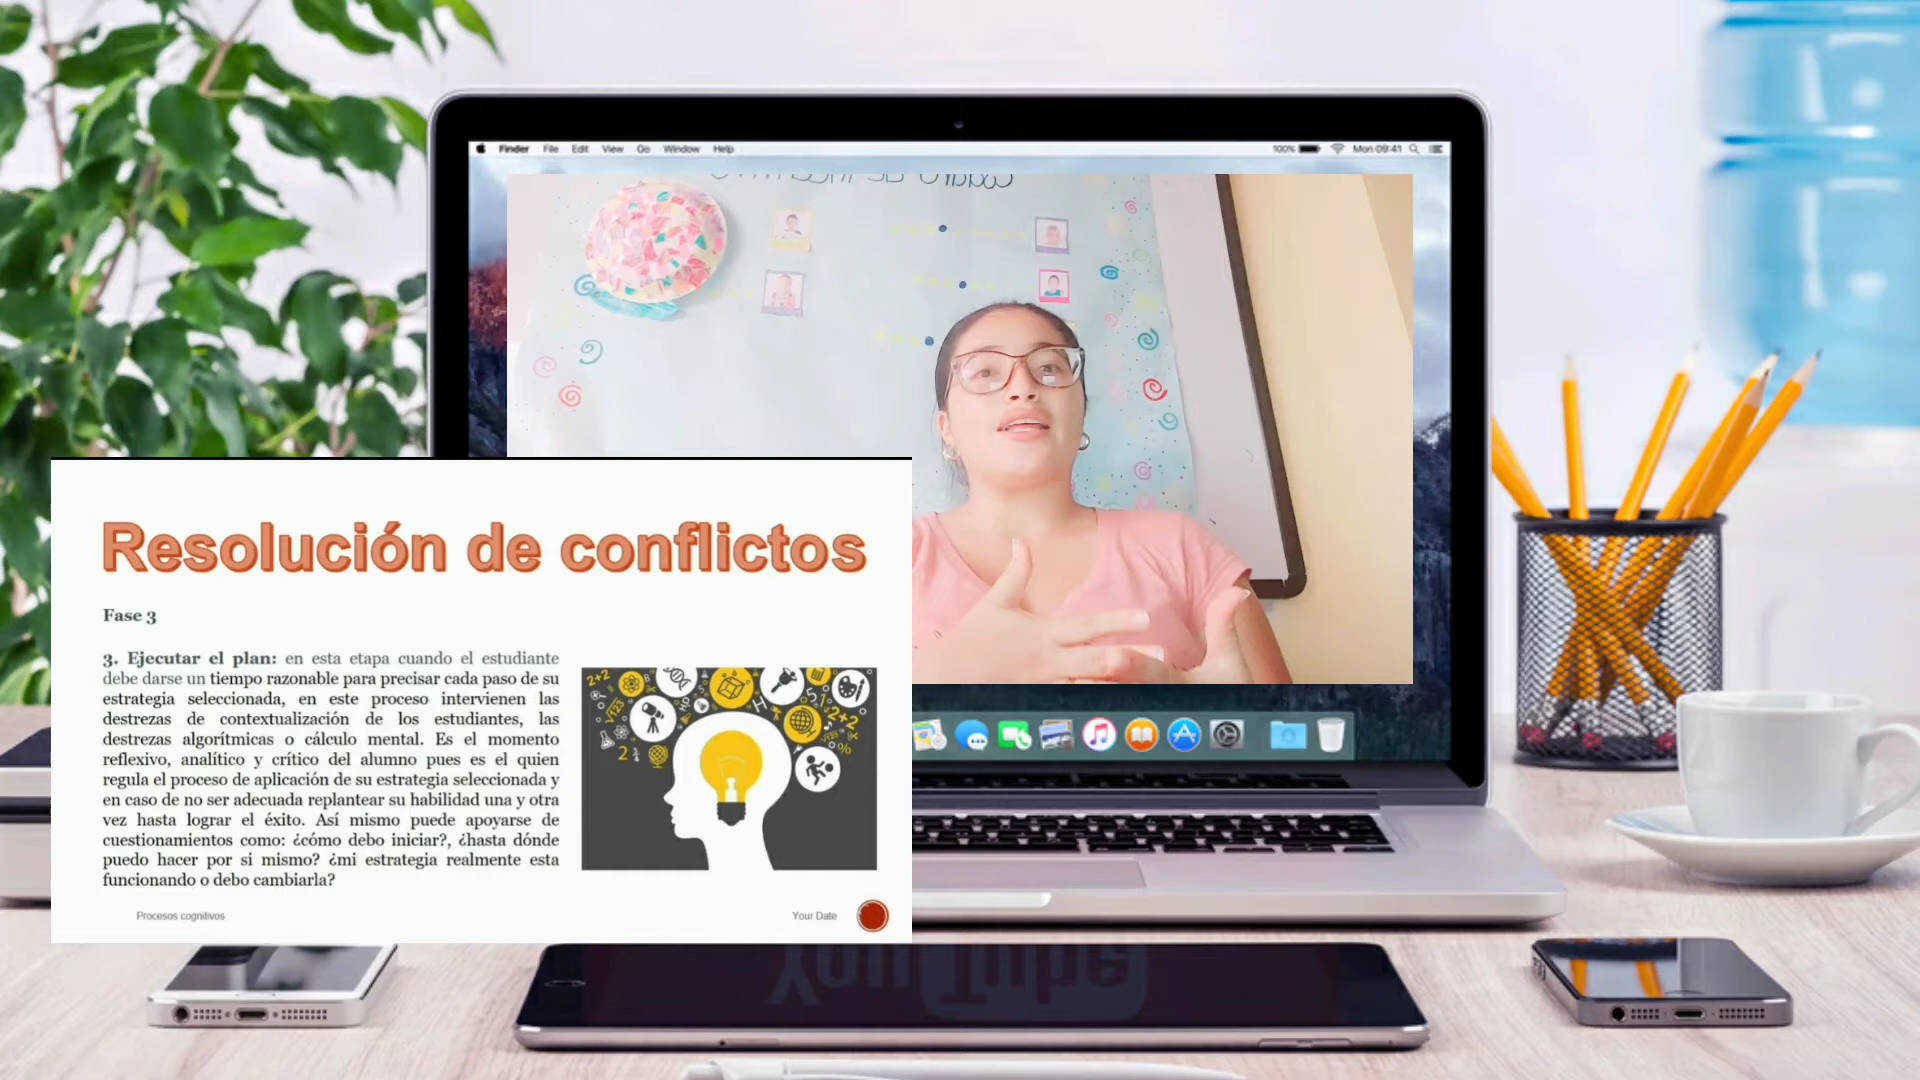 Finder File Edit View Go Window Help
100% Mon 09:41
Resolución de conflictos
Fase 3
3. Ejecutar el plan: en esta etapa cuando el estudiante
debe darse un tiempo razonable para precisar cada paso de su
estrategia seleccionada, en este proceso intervienen las
destrezas de contextualización de los estudiantes, las
destrezas algorítmicas o cálculo mental. Es el momento
reflexivo, analítico y crítico del alumno pues es el quien
regula el proceso de aplicación de su estrategia seleccionada y
en caso de no ser adecuada replantear su habilidad una y otra
vez hasta lograr el éxito. Así mismo puede apoyarse de
cuestionamientos como: ¿cómo debo iniciar?, ¿hasta dónde
puedo hacer por si mismo? ¿mi estrategia realmente esta
funcionando o debo cambiarla?
2+2
2+2
Procesos cognitivos
Your Date
YouTube